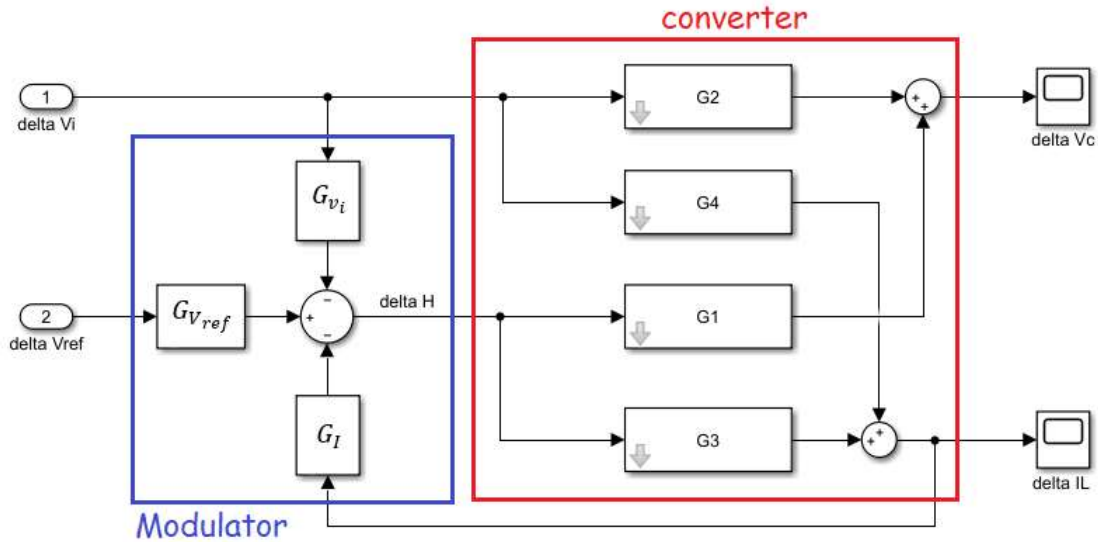 converter
1
delta Vi
G2
+
+
delta Vc
G_{v_i}
G4
2
delta Vref
G_{V_{ref}}
−
+
−
delta H
G1
G_I
G3
+
+
delta IL
Modulator